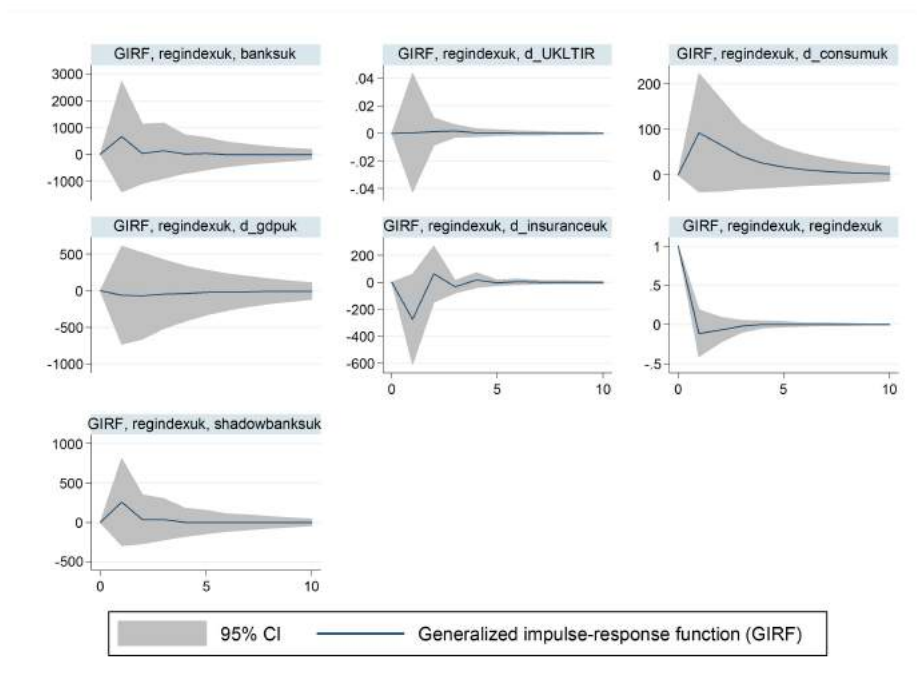 GIRF, regindexuk, banksuk
3000
2000
1000
0
-1000
GIRF, regindexuk, d_UKLTIR
.04
.02
0
-.02
-.04
GIRF, regindexuk, d_consumuk
200
100
0
GIRF, regindexuk, d_gdpuk
500
0
-500
-1000
GIRF, regindexuk, d_insuranceuk
200
0
-200
-400
-600
0 5 10
GIRF, regindexuk, regindexuk
1
.5
0
-.5
0 5 10
GIRF, regindexuk, shadowbanksuk
1000
500
0
-500
0 5 10
95% CI Generalized impulse-response function (GIRF)